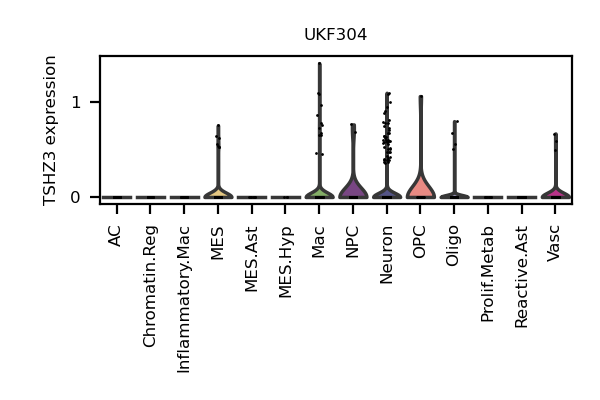 UKF304
TSHZ3 expression
1
0
AC
Chromatin.Reg
Inflammatory.Mac
MES
MES.Ast
MES.Hyp
Mac
NPC
Neuron
OPC
Oligo
Prolif.Metab
Reactive.Ast
Vasc